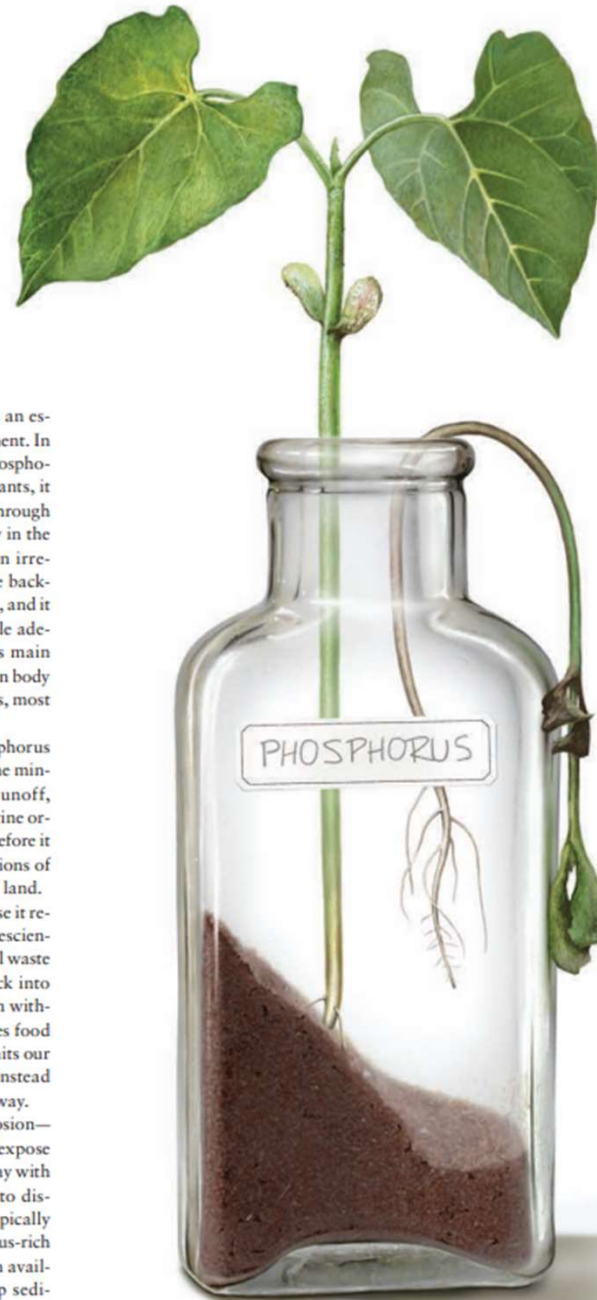 an es-
ent. In
ospho-
ants, it
hrough
in the
n irre-
e back-
, and it
le ade-
s main
n body
s, most
phorus
ne min-
unoff,
ine or-
efore it
ions of
land.
se it re-
escien-
l waste
ck into
n with-
es food
its our
nstead
way.
osion—
expose
ay with
to dis-
pically
us-rich
n avail-
p sedi-
PHOSPHORUS